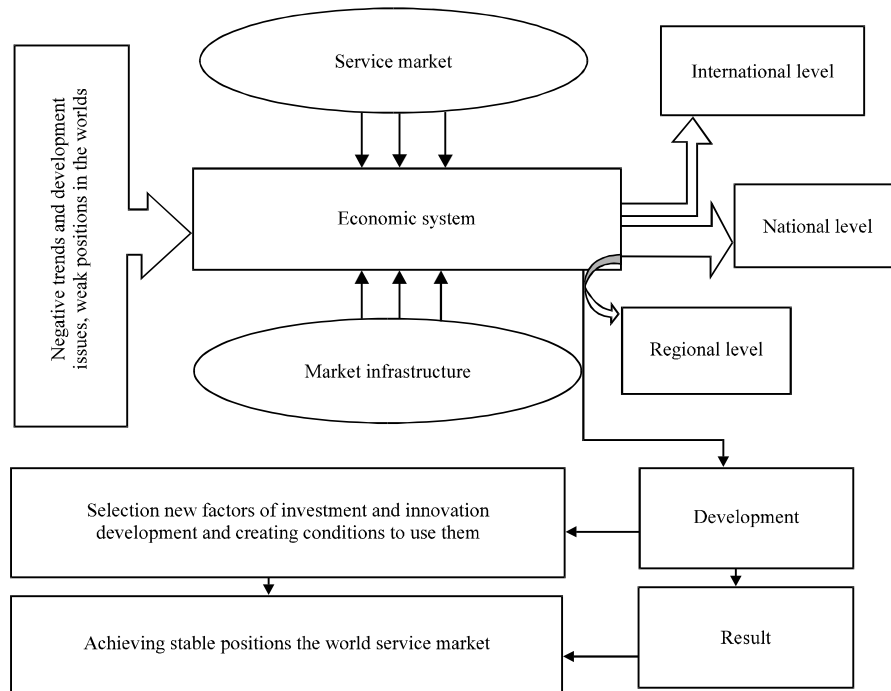 Service market
International level
Negative trends and development
issues, weak positions in the worlds
Economic system
National level
Regional level
Market infrastructure
Selection new factors of investment and innovation
development and creating conditions to use them
Development
Achieving stable positions the world service market
Result